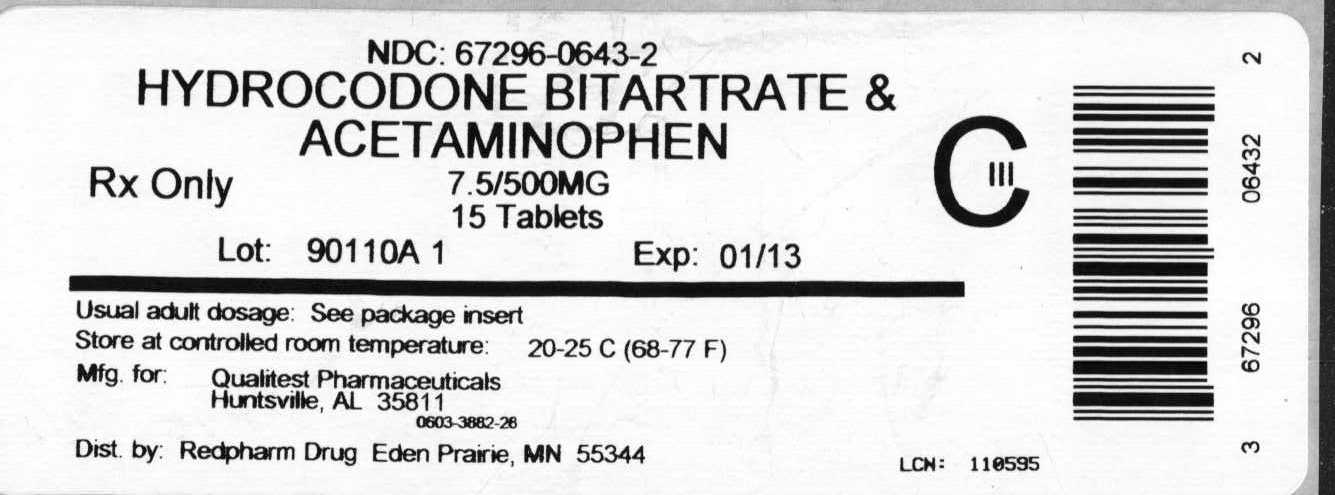 NDC: 67296-0643-2
HYDROCODONE BITARTRATE &
ACETAMINOPHEN
C III
Rx Only 7.5/500MG
15 Tablets
Lot: 90110A 1 Exp: 01/13
Usual adult dosage: See package insert
Store at controlled room temperature: 20-25 C (68-77 F)
Mfg. for: Qualitest Pharmaceuticals
Huntsville, AL 35811
0603-3882-28
Dist. by: Redpharm Drug Eden Prairie, MN 55344
LCN: 110595
3 67296 06432 2